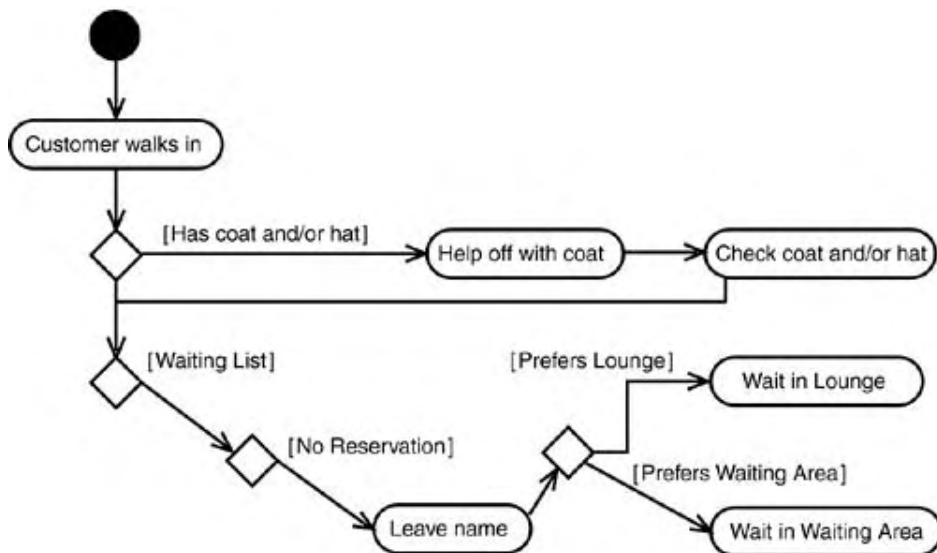 Customer walks in
[Has coat and/or hat]
Help off with coat
Check coat and/or hat
[Waiting List]
[Prefers Lounge]
Wait in Lounge
[No Reservation]
[Prefers Waiting Area]
Leave name
Wait in Waiting Area